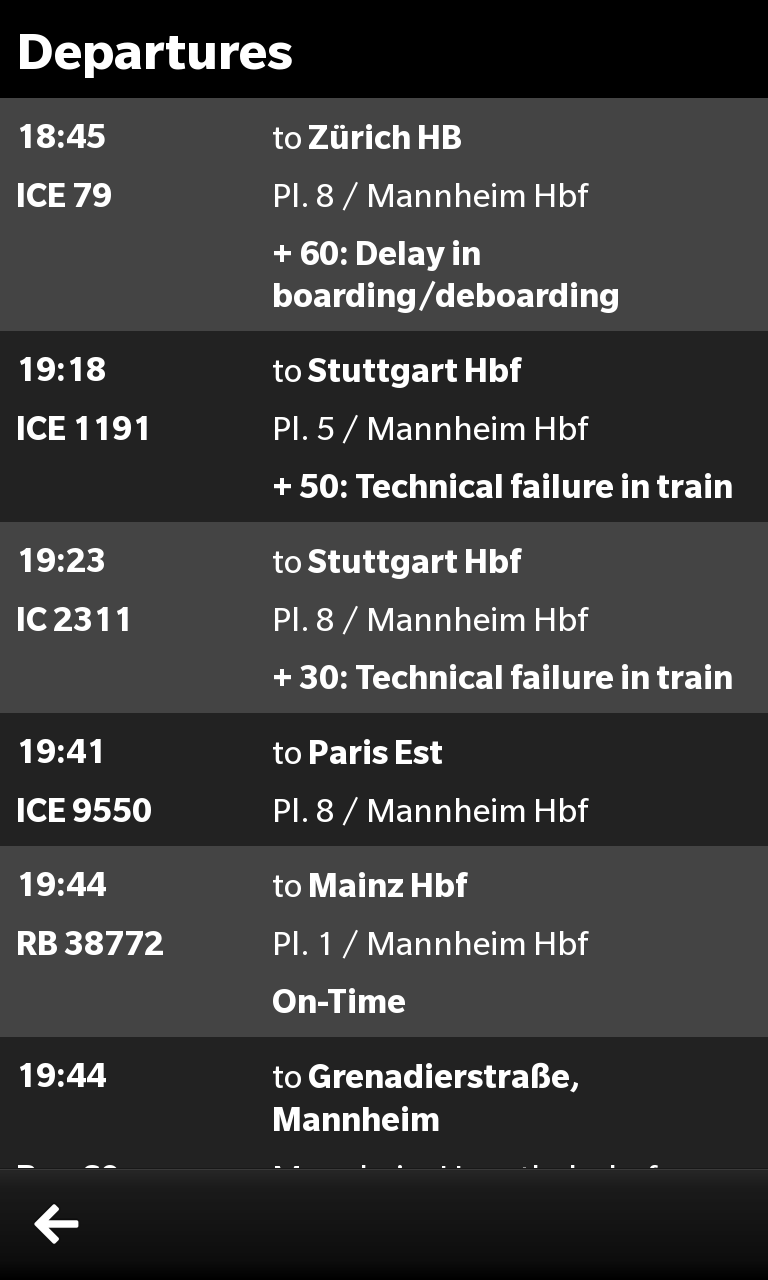 Departures
18:45 to Zürich HB
ICE 79 Pl. 8 / Mannheim Hbf
+ 60: Delay in
boarding/deboarding
19:18 to Stuttgart Hbf
ICE 1191 Pl. 5 / Mannheim Hbf
+ 50: Technical failure in train
19:23 to Stuttgart Hbf
IC 2311 Pl. 8 / Mannheim Hbf
+ 30: Technical failure in train
19:41 to Paris Est
ICE 9550 Pl. 8 / Mannheim Hbf
19:44 to Mainz Hbf
RB 38772 Pl. 1 / Mannheim Hbf
On-Time
19:44 to Grenadierstraße,
Mannheim